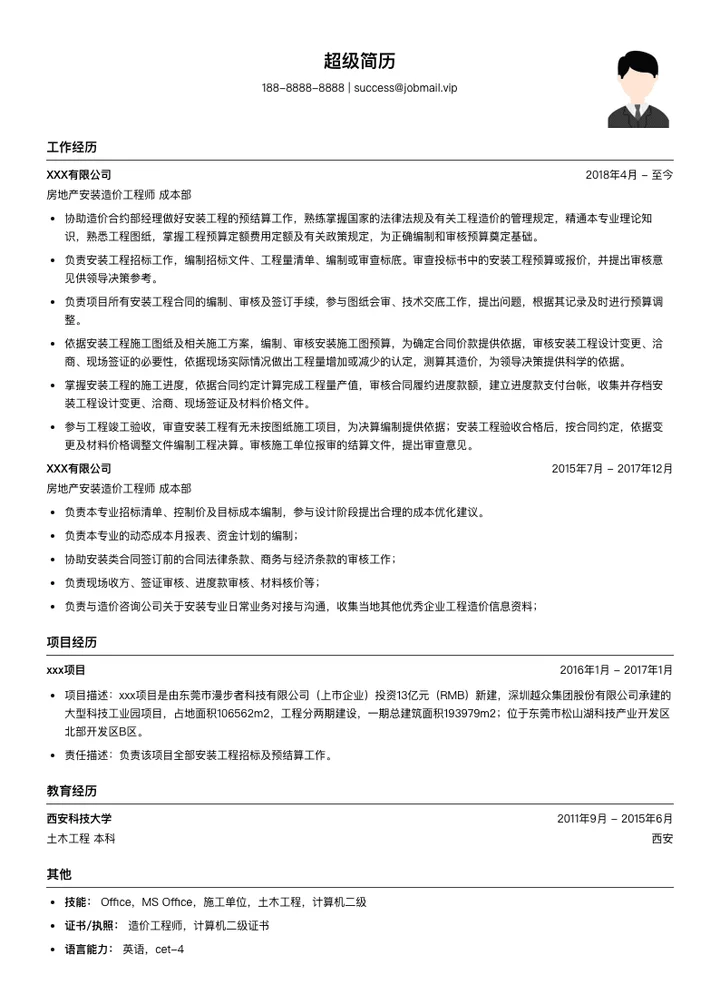 超级简历
188-8888-8888 | success@jobmail.vip
工作经历
XXX有限公司 2018年4月 – 至今
房地产安装造价工程师 成本部
• 协助造价合约部经理做好安装工程的预结算工作，熟练掌握国家的法律法规及有关工程造价的管理规定，精通本专业理论知
识，熟悉工程图纸，掌握工程预算定额费用定额及有关政策规定，为正确编制和审核预算奠定基础。
• 负责安装工程招标工作，编制招标文件、工程量清单、编制或审查标底。审查投标书中的安装工程预算或报价，并提出审核意
见供领导决策参考。
• 负责项目所有安装工程合同的编制、审核及签订手续，参与图纸会审、技术交底工作，提出问题，根据其记录及时进行预算调
整。
• 依据安装工程施工图纸及相关施工方案，编制、审核安装施工图预算，为确定合同价款提供依据，审核安装工程设计变更、洽
商、现场签证的必要性，依据现场实际情况做出工程量增加或减少的认定，测算其造价，为领导决策提供科学的依据。
• 掌握安装工程的施工进度，依据合同约定计算完成工程量产值，审核合同履约进度款额，建立进度款支付台帐，收集并存档安
装工程设计变更、洽商、现场签证及材料价格文件。
• 参与工程竣工验收，审查安装工程有无未按图纸施工项目，为决算编制提供依据；安装工程验收合格后，按合同约定，依据变
更及材料价格调整文件编制工程决算。审核施工单位报审的结算文件，提出审查意见。
XXX有限公司 2015年7月 – 2017年12月
房地产安装造价工程师 成本部
• 负责本专业招标清单、控制价及目标成本编制，参与设计阶段提出合理的成本优化建议。
• 负责本专业的动态成本月报表、资金计划的编制；
• 协助安装类合同签订前的合同法律条款、商务与经济条款的审核工作；
• 负责现场收方、签证审核、进度款审核、材料核价等；
• 负责与造价咨询公司关于安装专业日常业务对接与沟通，收集当地其他优秀企业工程造价信息资料；
项目经历
xxx项目 2016年1月 – 2017年1月
• 项目描述：xxx项目是由东莞市漫步者科技有限公司（上市企业）投资13亿元（RMB）新建，深圳越众集团股份有限公司承建的
大型科技工业园项目，占地面积106562m2，工程分两期建设，一期总建筑面积193979m2；位于东莞市松山湖科技产业开发区
北部开发区B区。
• 责任描述：负责该项目全部安装工程招标及预结算工作。
教育经历
西安科技大学 2011年9月 – 2015年6月
土木工程 本科 西安
其他
• 技能： Office，MS Office，施工单位，土木工程，计算机二级
• 证书/执照： 造价工程师，计算机二级证书
• 语言能力： 英语，cet-4